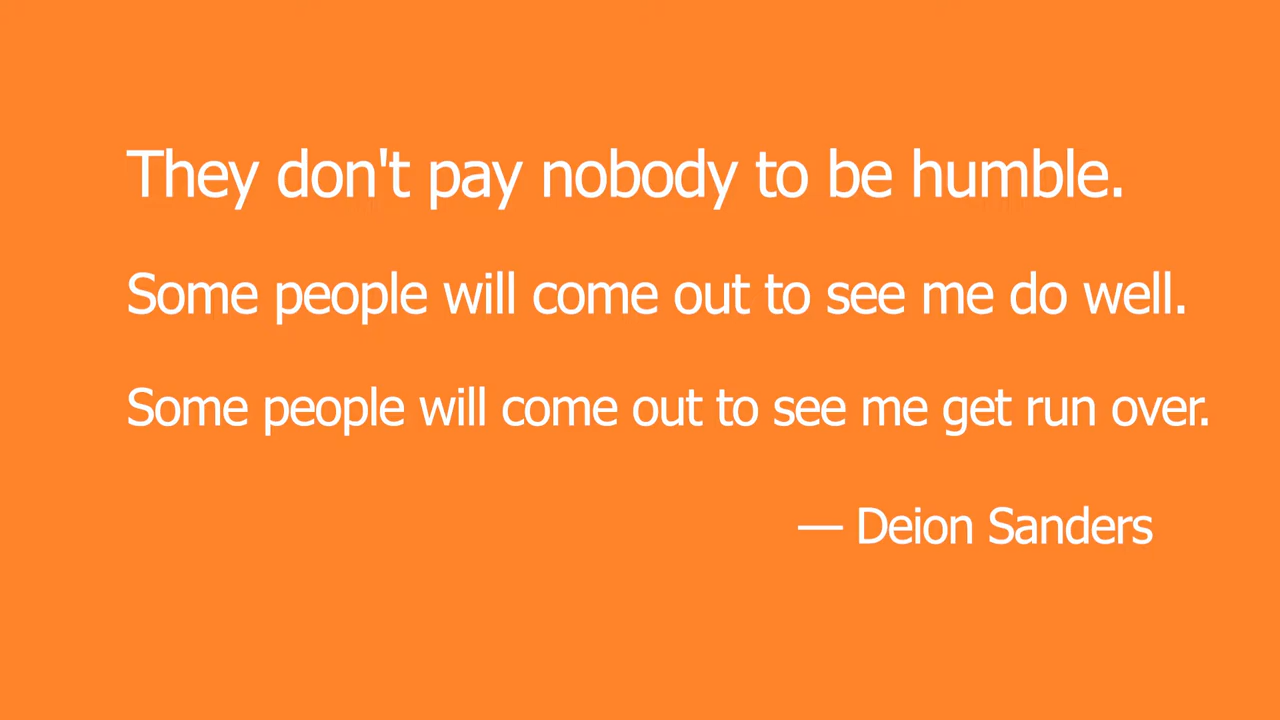 They don't pay nobody to be humble.
Some people will come out to see me do well.
Some people will come out to see me get run over.
— Deion Sanders